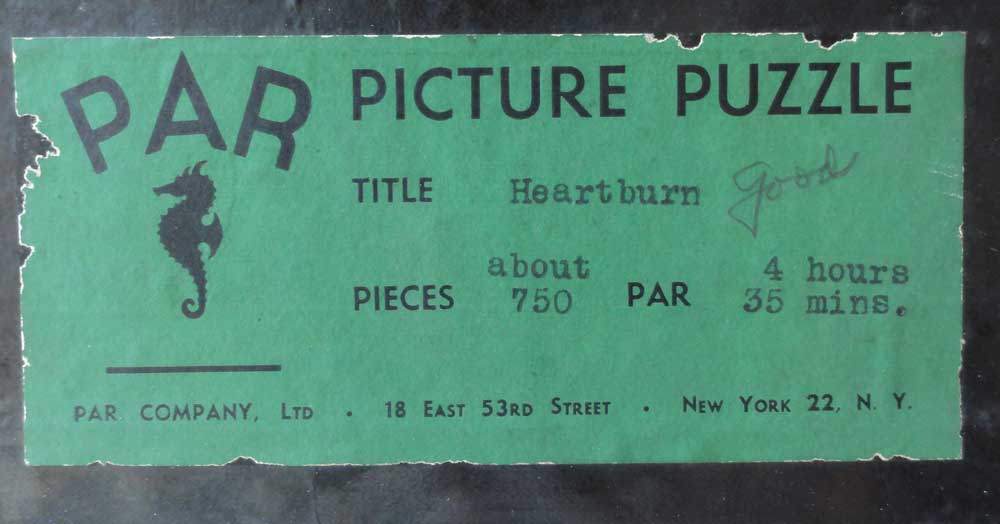 PAR PICTURE PUZZLE
TITLE Heartburn good
about 4 hours
PIECES 750 PAR 35 mins.
PAR COMPANY, LTD . 18 EAST 53RD STREET . NEW YORK 22, N. Y.